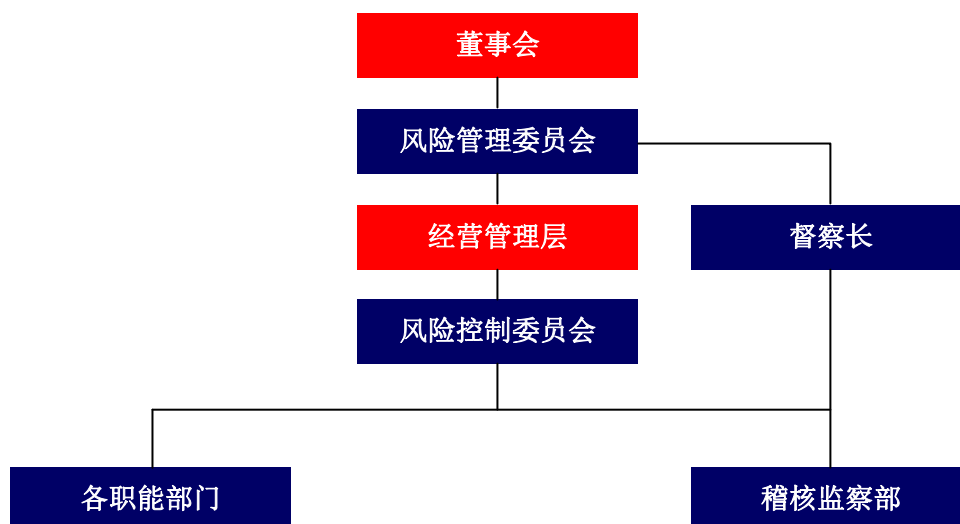 董事会
风险管理委员会
经营管理层
督察长
风险控制委员会
各职能部门
稽核监察部